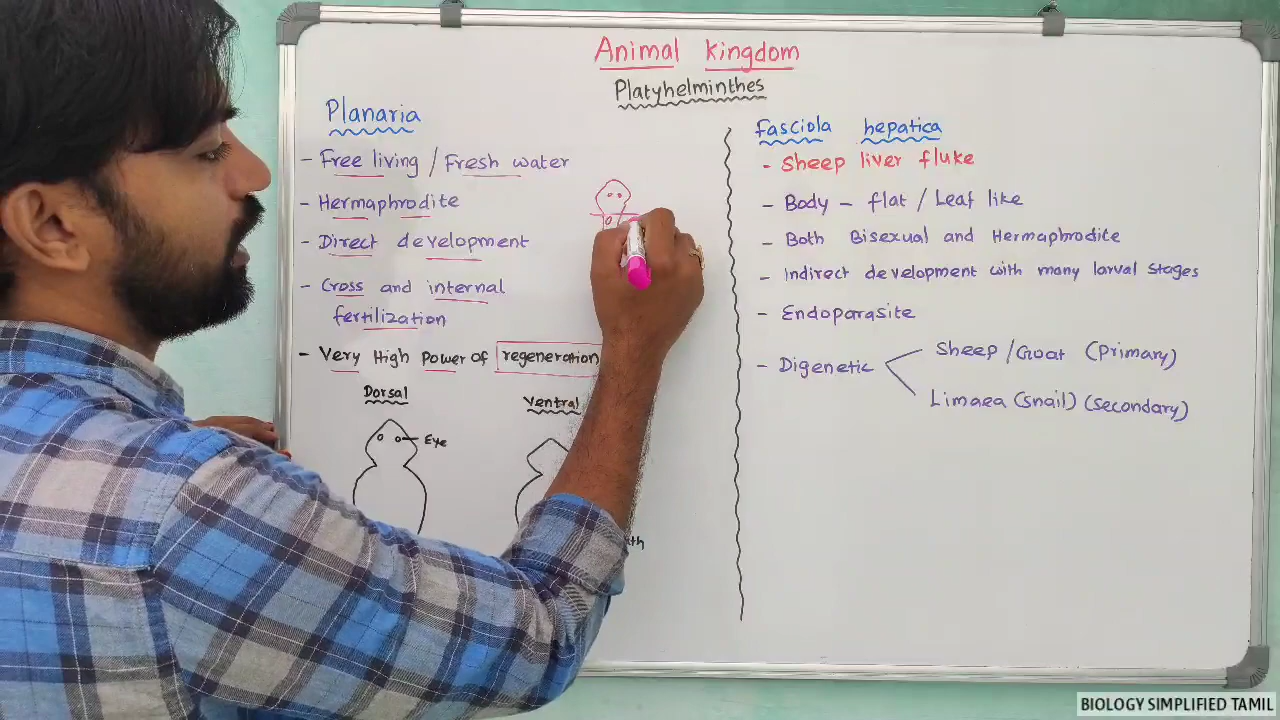 Animal Kingdom
Platyhelminthes
Planaria
- Free living / Fresh water
- Hermaphrodite
- Direct development
- Cross and internal
fertilization
- Very High Power of regeneration
Dorsal
Ventral
Eye
th
Fasciola hepatica
- Sheep liver fluke
- Body - flat / Leaf like
- Both Bisexual and Hermaphrodite
- Indirect development with many larval stages
- Endoparasite
- Digenetic
Sheep / Goat (Primary)
Limaea (snail) (secondary)
BIOLOGY SIMPLIFIED TAMIL